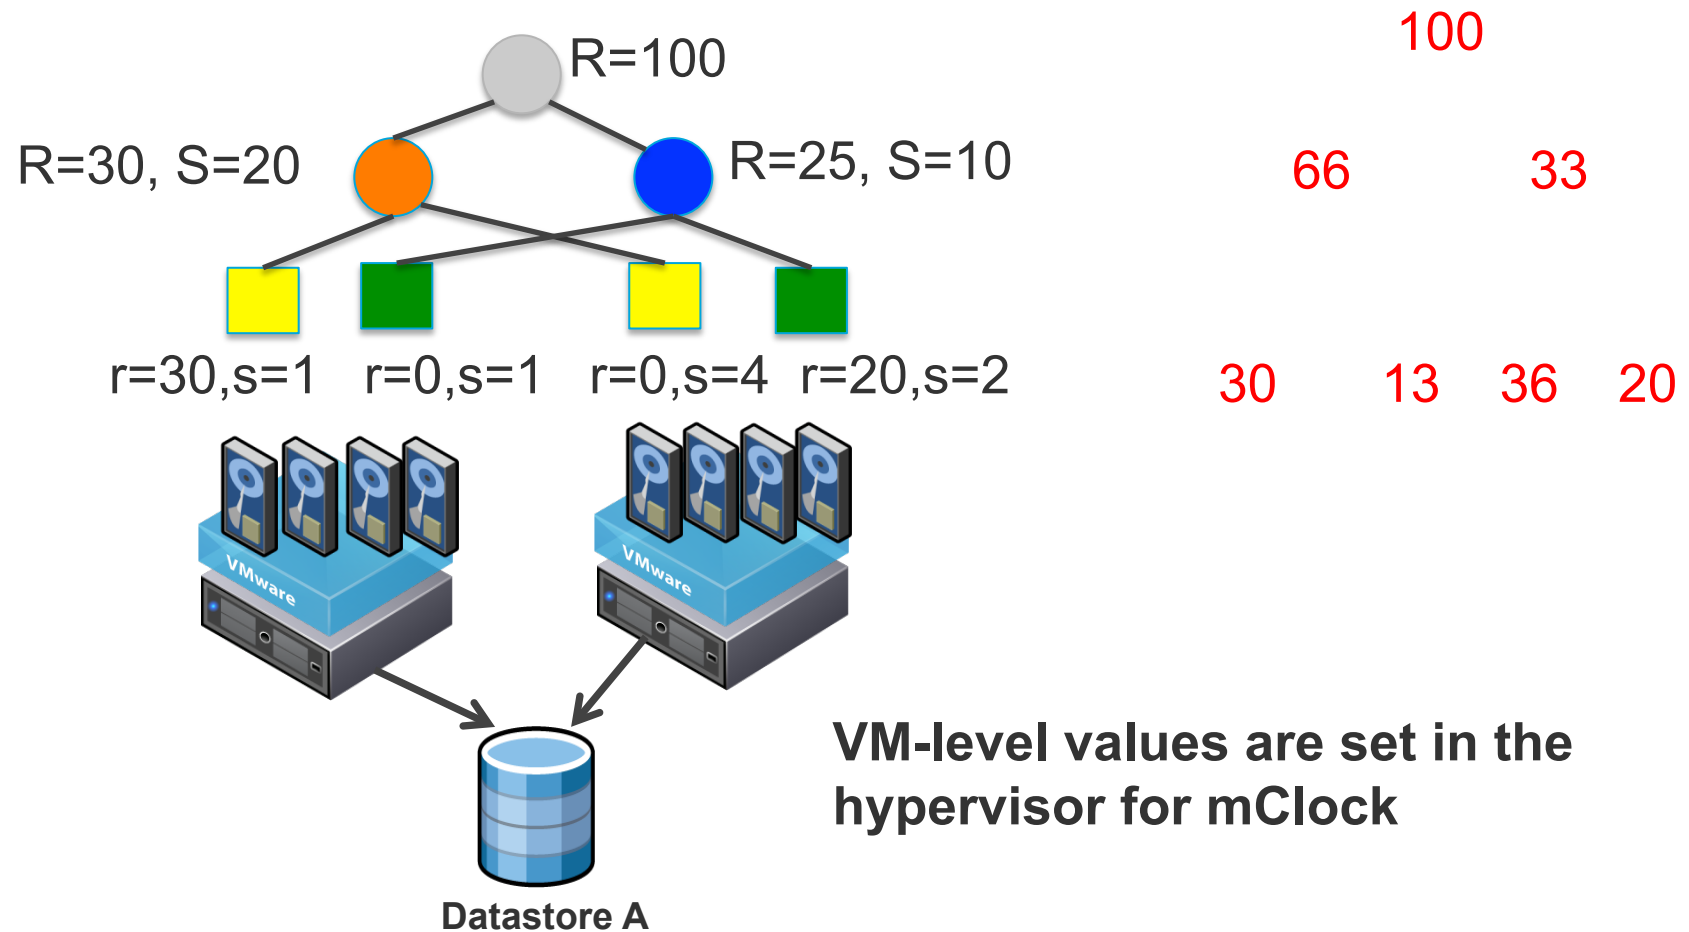 100
R=100
R=30, S=20
R=25, S=10
66 33
r=30,s=1 r=0,s=1 r=0,s=4 r=20,s=2
30 13 36 20
VMware
VMware
VM-level values are set in the
hypervisor for mClock
Datastore A